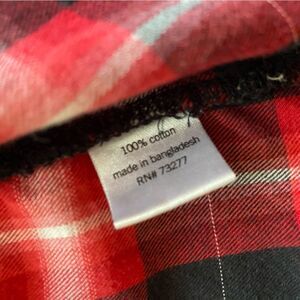 100% cotton
made in bangladesh
RN# 73277